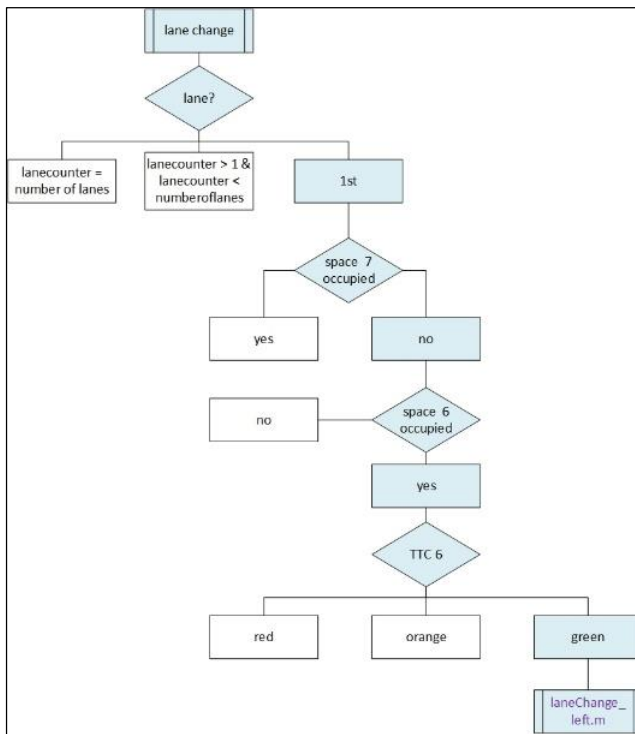 lane change
lane?
lanecounter =
number of lanes
lanecounter > 1 &
lanecounter <
numberoflanes
1st
space 7
occupied
yes
no
no
space 6
occupied
yes
TTC 6
red
orange
green
laneChange_
left.m